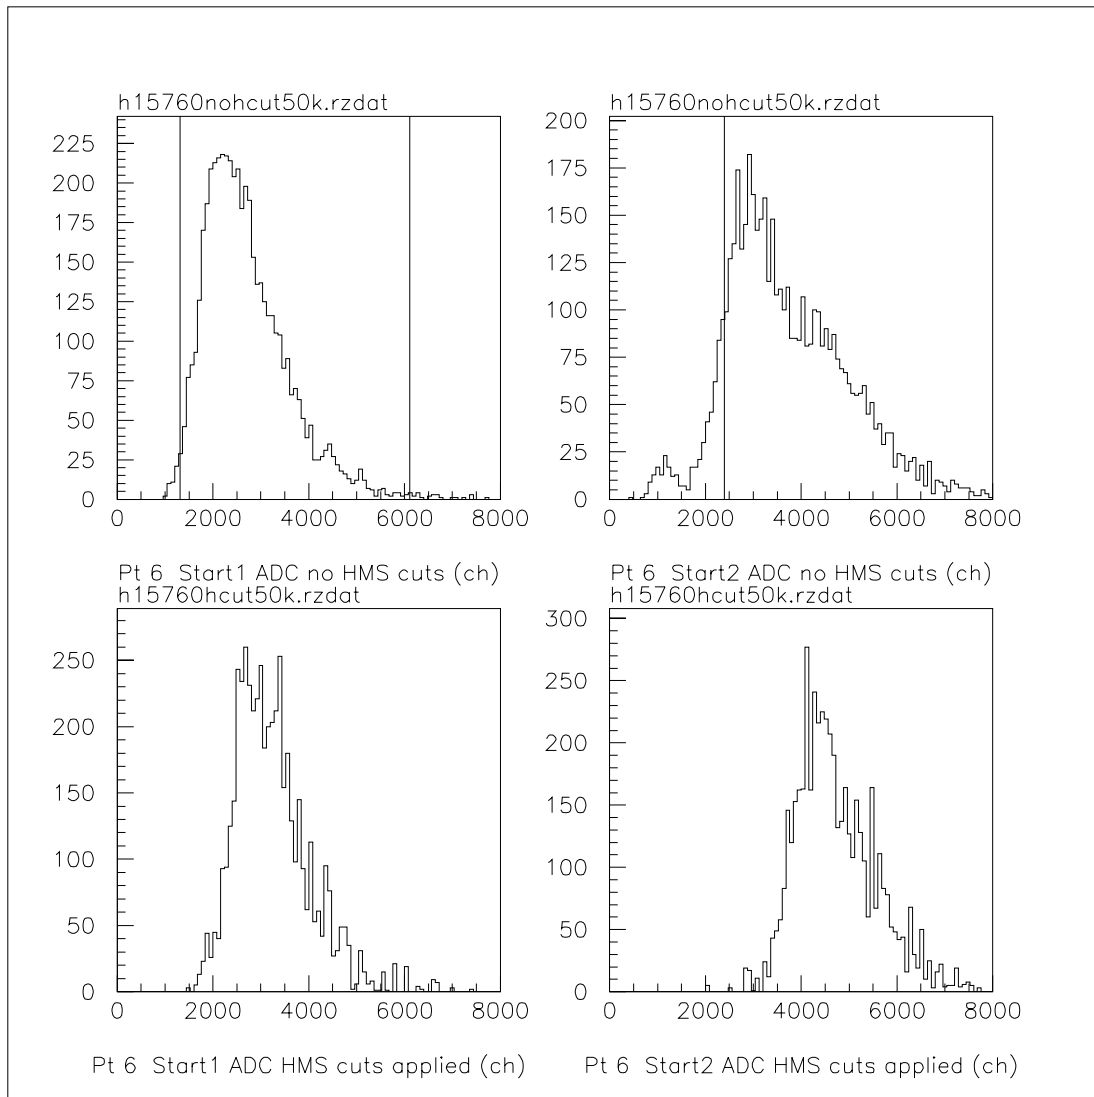 h15760nohcut50k.rzdat
225
200
175
150
125
100
75
50
25
0
0 2000 4000 6000 8000
Pt 6 Start1 ADC no HMS cuts (ch)
h15760nohcut50k.rzdat
200
175
150
125
100
75
50
25
0
0 2000 4000 6000 8000
Pt 6 Start2 ADC no HMS cuts (ch)
h15760hcut50k.rzdat
250
200
150
100
50
0
0 2000 4000 6000 8000
Pt 6 Start1 ADC HMS cuts applied (ch)
h15760hcut50k.rzdat
300
250
200
150
100
50
0
0 2000 4000 6000 8000
Pt 6 Start2 ADC HMS cuts applied (ch)